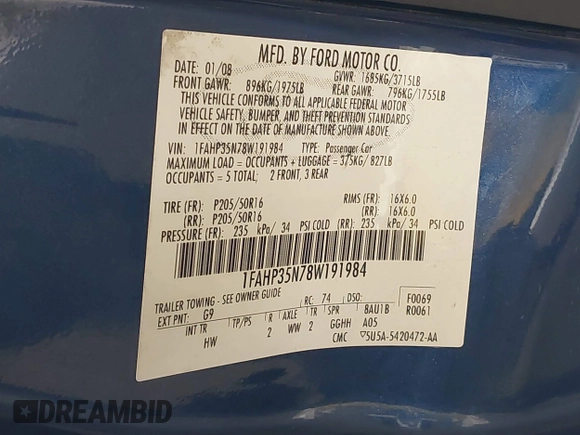 MFD. BY FORD MOTOR CO.
DATE: 01/08 GVWR: 1685KG/3715LB
FRONT GAWR: 896KG/1975LB REAR GAWR: 796KG/1755LB
THIS VEHICLE CONFORMS TO ALL APPLICABLE FEDERAL MOTOR
VEHICLE SAFETY, BUMPER, AND THEFT PREVENTION STANDARDS
IN EFFECT ON THE DATE OF MANUFACTURE SHOWN ABOVE.
VIN: 1FAHP35N78W191984 TYPE: Passenger Car
MAXIMUM LOAD = OCCUPANTS + LUGGAGE = 375KG/ 827LB
OCCUPANTS = 5 TOTAL: 2 FRONT, 3 REAR
TIRE (FR): P205/50R16 RIMS (FR): 16X6.0
(RR): P205/50R16 (RR): 16X6.0
PRESSURE (FR): 235 kPa/ 34 PSI COLD (RR): 235 kPa/ 34 PSI COLD
1FAHP35N78W191984
TRAILER TOWING - SEE OWNER GUIDE RC: 74 DSO: F0069
EXT PNT: G9 R AXLE TR SPR BAU1B R0061
INT TR TP/PS 2 WW 2 GGHH A05
HW CMC 5U5A-5420472-AA
DREAMBID